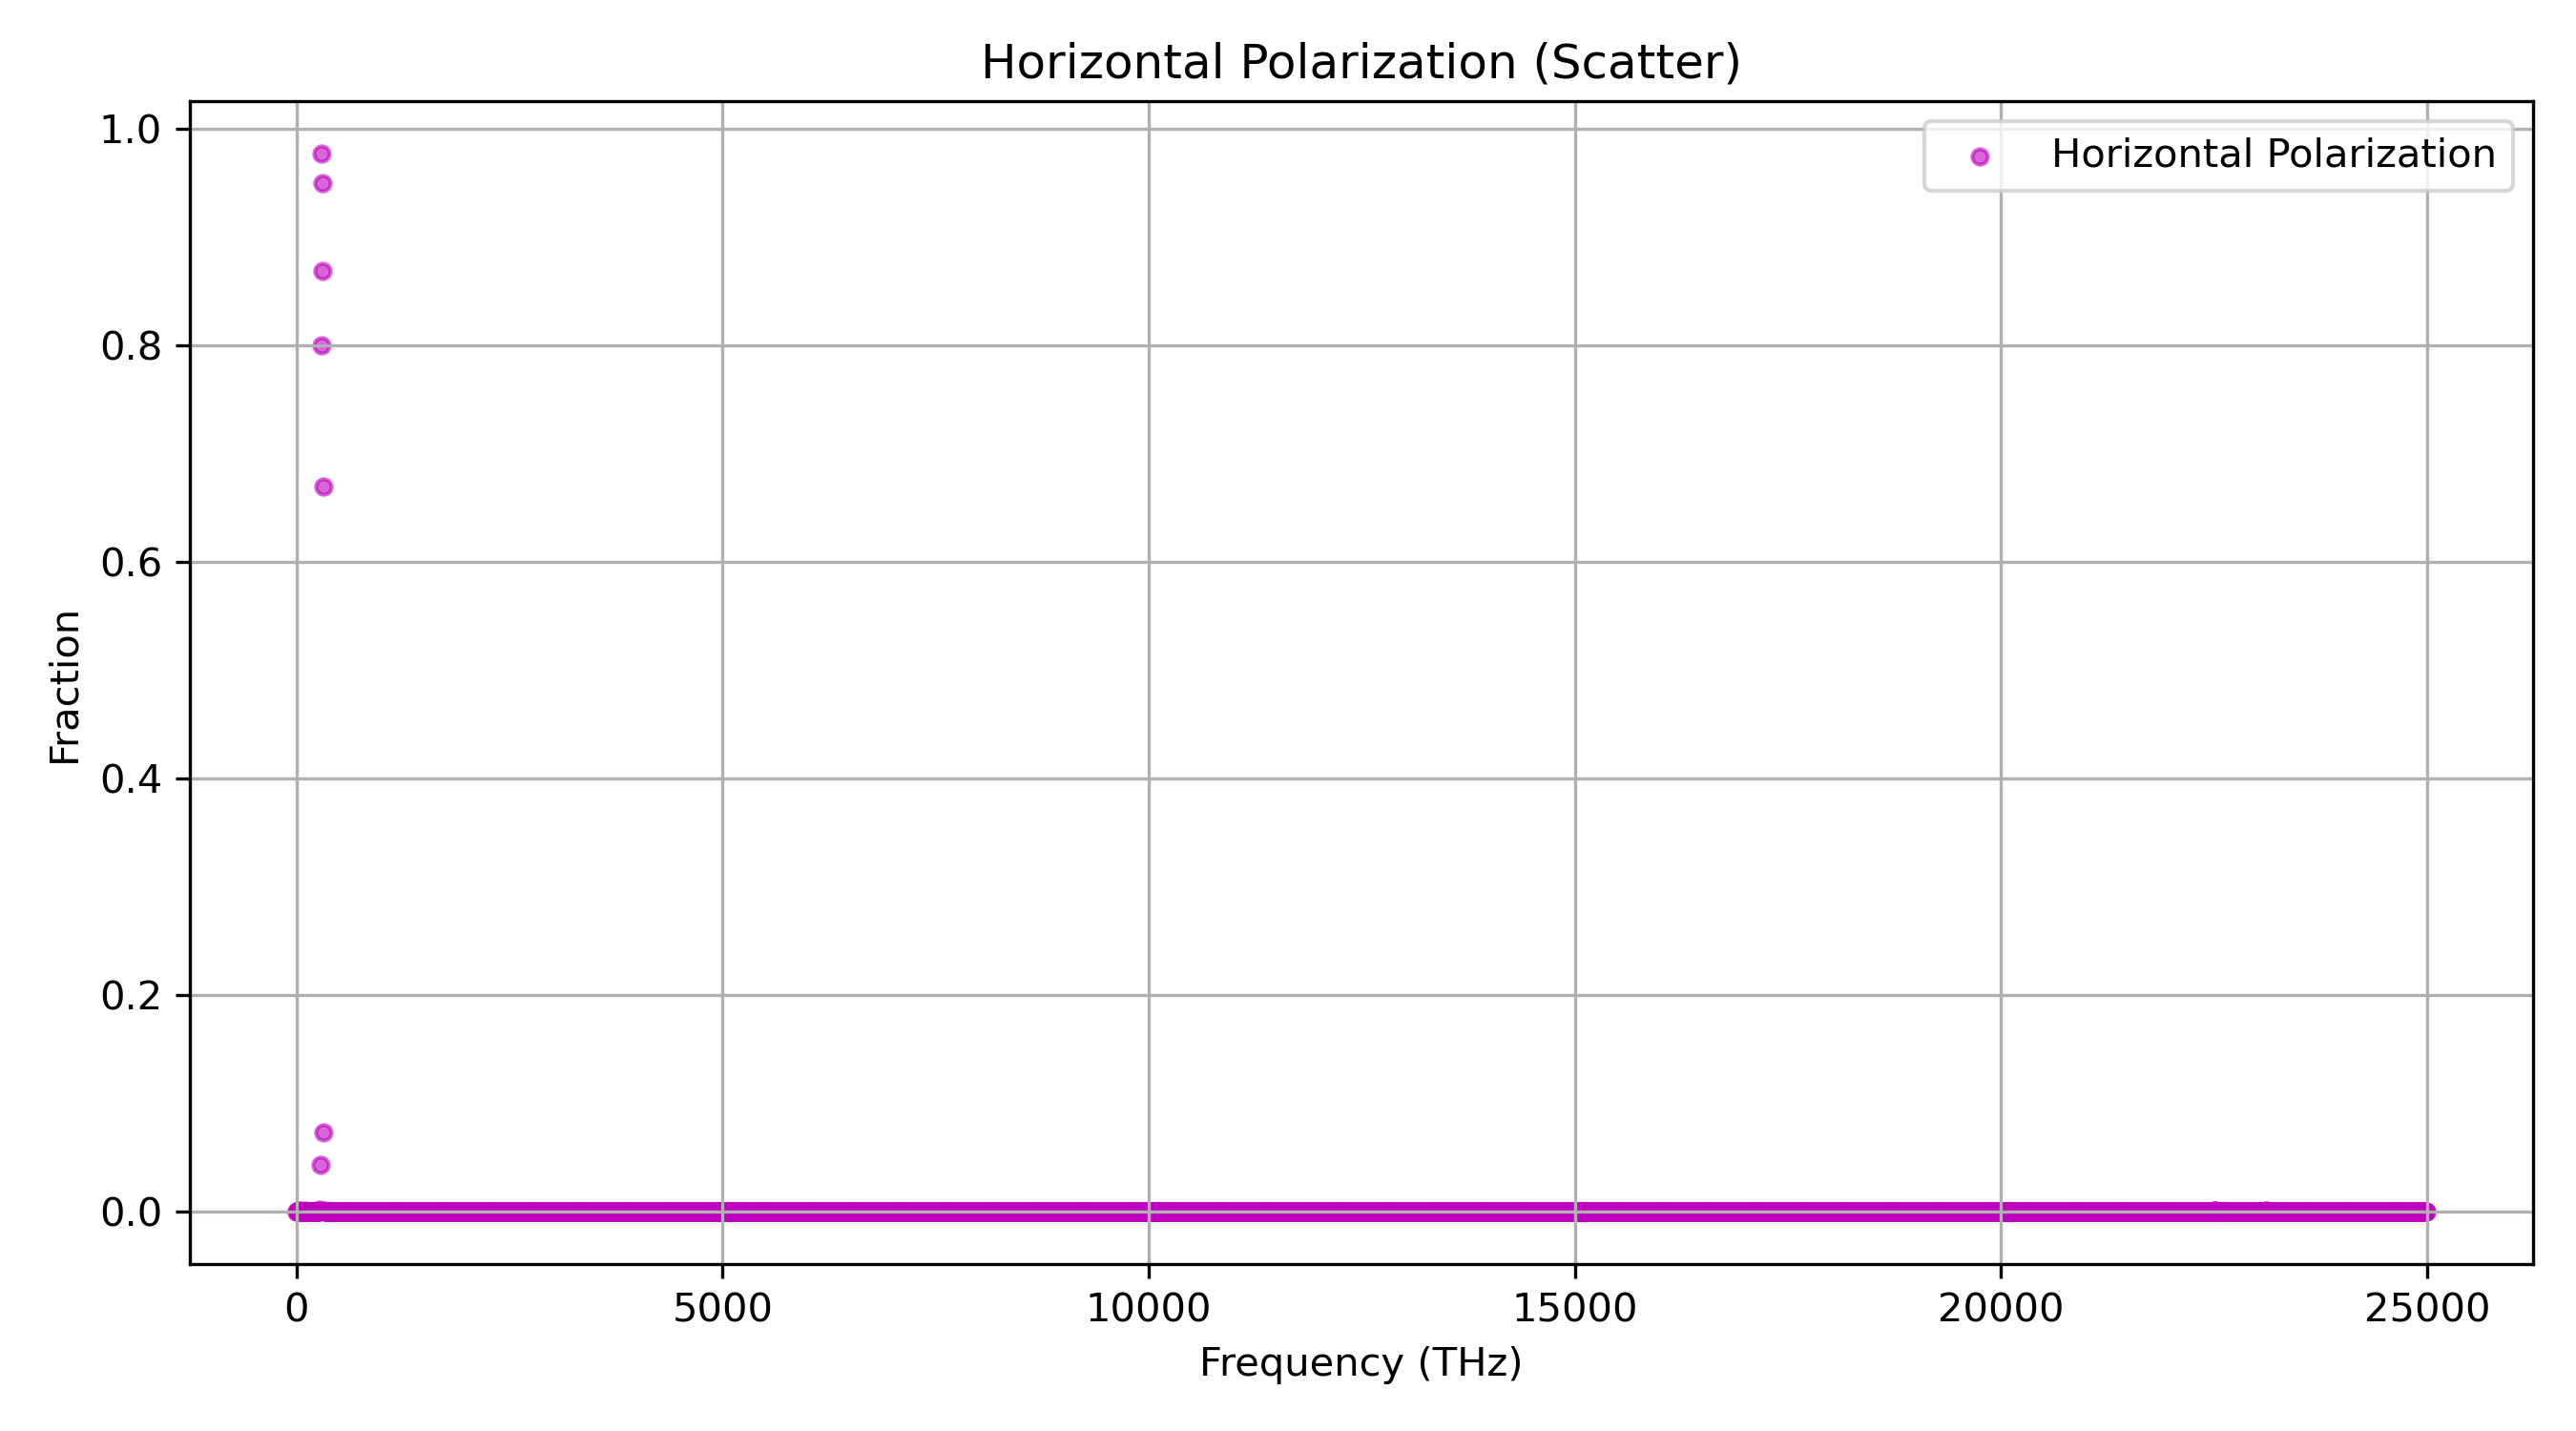 Horizontal Polarization (Scatter)
Horizontal Polarization
1.0
0.8
0.6
0.4
0.2
0.0
Fraction
0 5000 10000 15000 20000 25000
Frequency (THz)